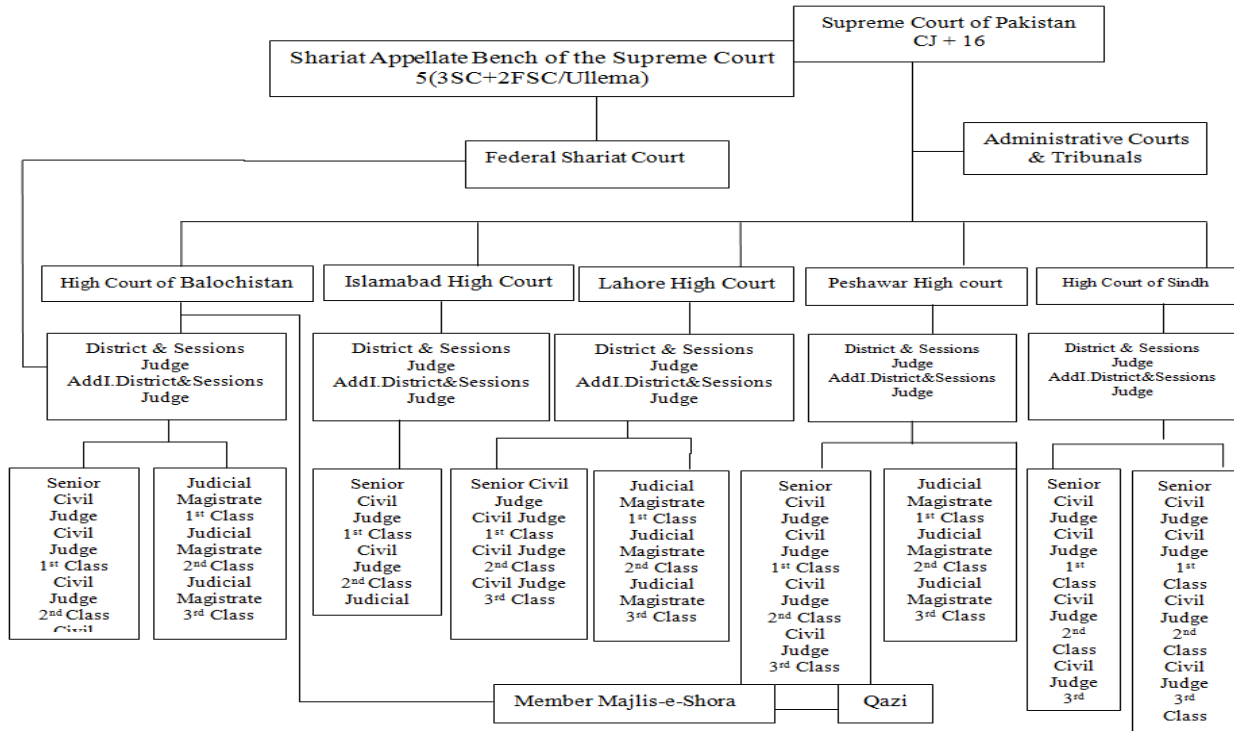 Supreme Court of Pakistan
CJ + 16
Shariat Appellate Bench of the Supreme Court
5(3SC+2FSC/Ullema)
Federal Shariat Court
Administrative Courts
& Tribunals
High Court of Balochistan
Islamabad High Court
Lahore High Court
Peshawar High court
High Court of Sindh
District & Sessions
Judge
AddI.District&Sessions
Judge
District & Sessions
Judge
AddI.District&Sessions
Judge
District & Sessions
Judge
AddI.District&Sessions
Judge
District & Sessions
Judge
AddI.District&Sessions
Judge
District & Sessions
Judge
AddI.District&Sessions
Judge
Senior
Civil
Judge
Civil
Judge
1st Class
Civil
Judge
2nd Class
Civil
Judicial
Magistrate
1st Class
Judicial
Magistrate
2nd Class
Judicial
Magistrate
3rd Class
Senior
Civil
Judge
1st Class
Civil
Judge
2nd Class
Judicial
Senior Civil
Judge
Civil Judge
1st Class
Civil Judge
2nd Class
Civil Judge
3rd Class
Judicial
Magistrate
1st Class
Judicial
Magistrate
2nd Class
Judicial
Magistrate
3rd Class
Senior
Civil
Judge
Civil
Judge
1st Class
Civil
Judge
2nd Class
Civil
Judge
3rd Class
Judicial
Magistrate
1st Class
Judicial
Magistrate
2nd Class
Judicial
Magistrate
3rd Class
Senior
Civil
Judge
Civil
Judge
1st
Class
Civil
Judge
2nd
Class
Civil
Judge
3rd
Senior
Civil
Judge
Civil
Judge
1st
Class
Civil
Judge
2nd
Class
Civil
Judge
3rd
Class
Member Majlis-e-Shora
Qazi